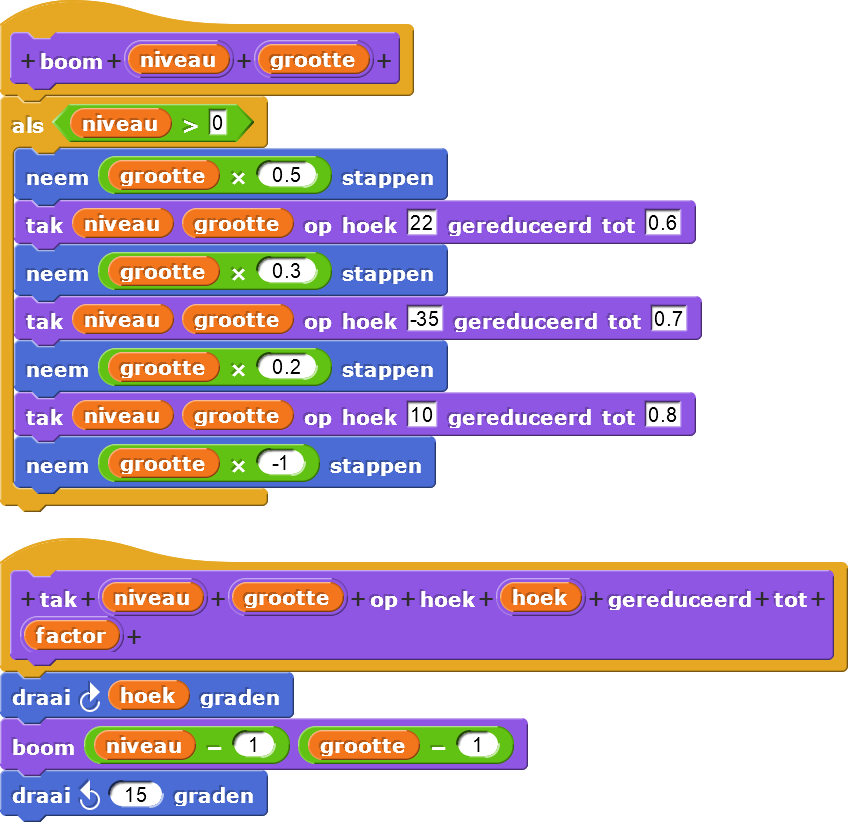 + boom + niveau + grootte +
als niveau > 0
neem grootte × 0.5 stappen
tak niveau grootte op hoek 22 gereduceerd tot 0.6
neem grootte × 0.3 stappen
tak niveau grootte op hoek -35 gereduceerd tot 0.7
neem grootte × 0.2 stappen
tak niveau grootte op hoek 10 gereduceerd tot 0.8
neem grootte × -1 stappen
+ tak + niveau + grootte + op + hoek + hoek + gereduceerd + tot +
factor +
draai hoek graden
boom niveau − 1 grootte − 1
draai 15 graden